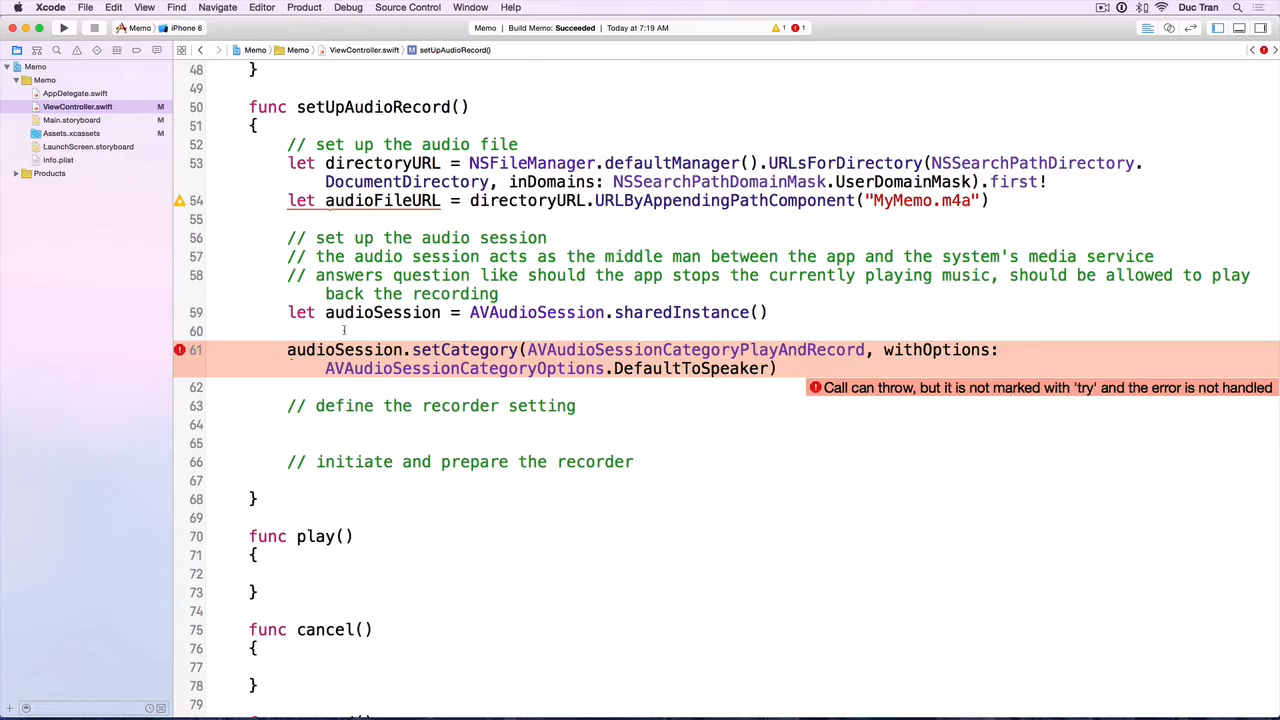 Xcode File Edit View Find Navigate Editor Product Debug Source Control Window Help Duc Tran
Memo iPhone 6 Memo Build Memo: Succeeded Today at 7:19 AM 1 1
Memo Memo ViewController.swift M setUpAudioRecord()
Memo
Memo
AppDelegate.swift
ViewController.swift M
Main.storyboard M
Assets.xcassets M
LaunchScreen.storyboard
Info.plist
Products
48 }
49
50 func setUpAudioRecord()
51 {
52 // set up the audio file
53 let directoryURL = NSFileManager.defaultManager().URLsForDirectory(NSSearchPathDirectory.
DocumentDirectory, inDomains: NSSearchPathDomainMask.UserDomainMask).first!
54 let audioFileURL = directoryURL.URLByAppendingPathComponent("MyMemo.m4a")
55
56 // set up the audio session
57 // the audio session acts as the middle man between the app and the system's media service
58 // answers question like should the app stops the currently playing music, should be allowed to play
back the recording
59 let audioSession = AVAudioSession.sharedInstance()
60
61 audioSession.setCategory(AVAudioSessionCategoryPlayAndRecord, withOptions:
AVAudioSessionCategoryOptions.DefaultToSpeaker)
62 Call can throw, but it is not marked with 'try' and the error is not handled
63 // define the recorder setting
64
65
66 // initiate and prepare the recorder
67
68 }
69
70 func play()
71 {
72
73 }
74
75 func cancel()
76 {
77
78 }
79